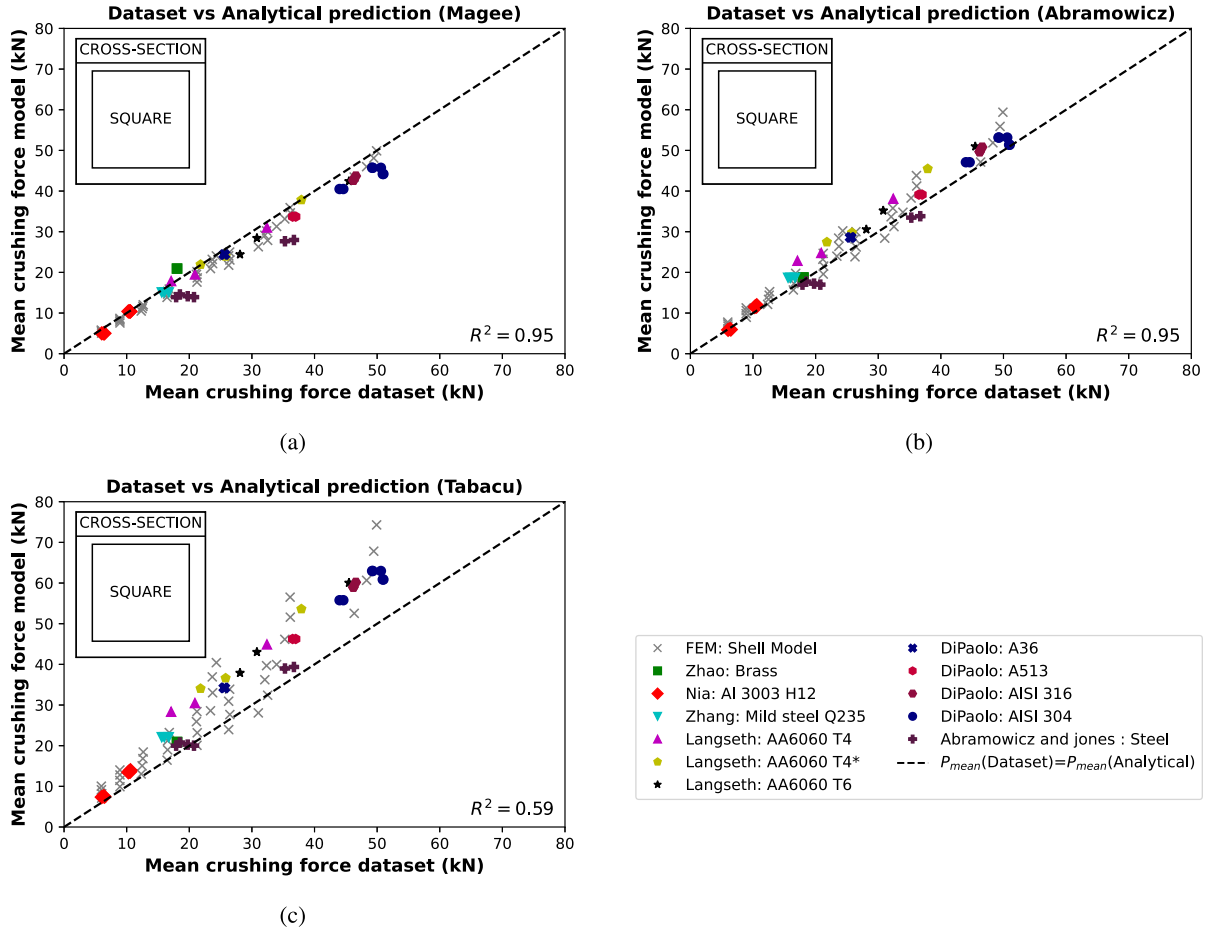 Dataset vs Analytical prediction (Magee)
Mean crushing force model (kN)
80
70
60
50
40
30
20
10
0
CROSS-SECTION
SQUARE
R² = 0.95
0 10 20 30 40 50 60 70 80
Mean crushing force dataset (kN)
(a)
Dataset vs Analytical prediction (Abramowicz)
Mean crushing force model (kN)
80
70
60
50
40
30
20
10
0
CROSS-SECTION
SQUARE
R² = 0.95
0 10 20 30 40 50 60 70 80
Mean crushing force dataset (kN)
(b)
Dataset vs Analytical prediction (Tabacu)
Mean crushing force model (kN)
80
70
60
50
40
30
20
10
0
CROSS-SECTION
SQUARE
R² = 0.59
0 10 20 30 40 50 60 70 80
Mean crushing force dataset (kN)
(c)
FEM: Shell Model
Zhao: Brass
Nia: Al 3003 H12
Zhang: Mild steel Q235
Langseth: AA6060 T4
Langseth: AA6060 T4*
Langseth: AA6060 T6
DiPaolo: A36
DiPaolo: A513
DiPaolo: AISI 316
DiPaolo: AISI 304
Abramowicz and jones : Steel
Pmean(Dataset)=Pmean(Analytical)